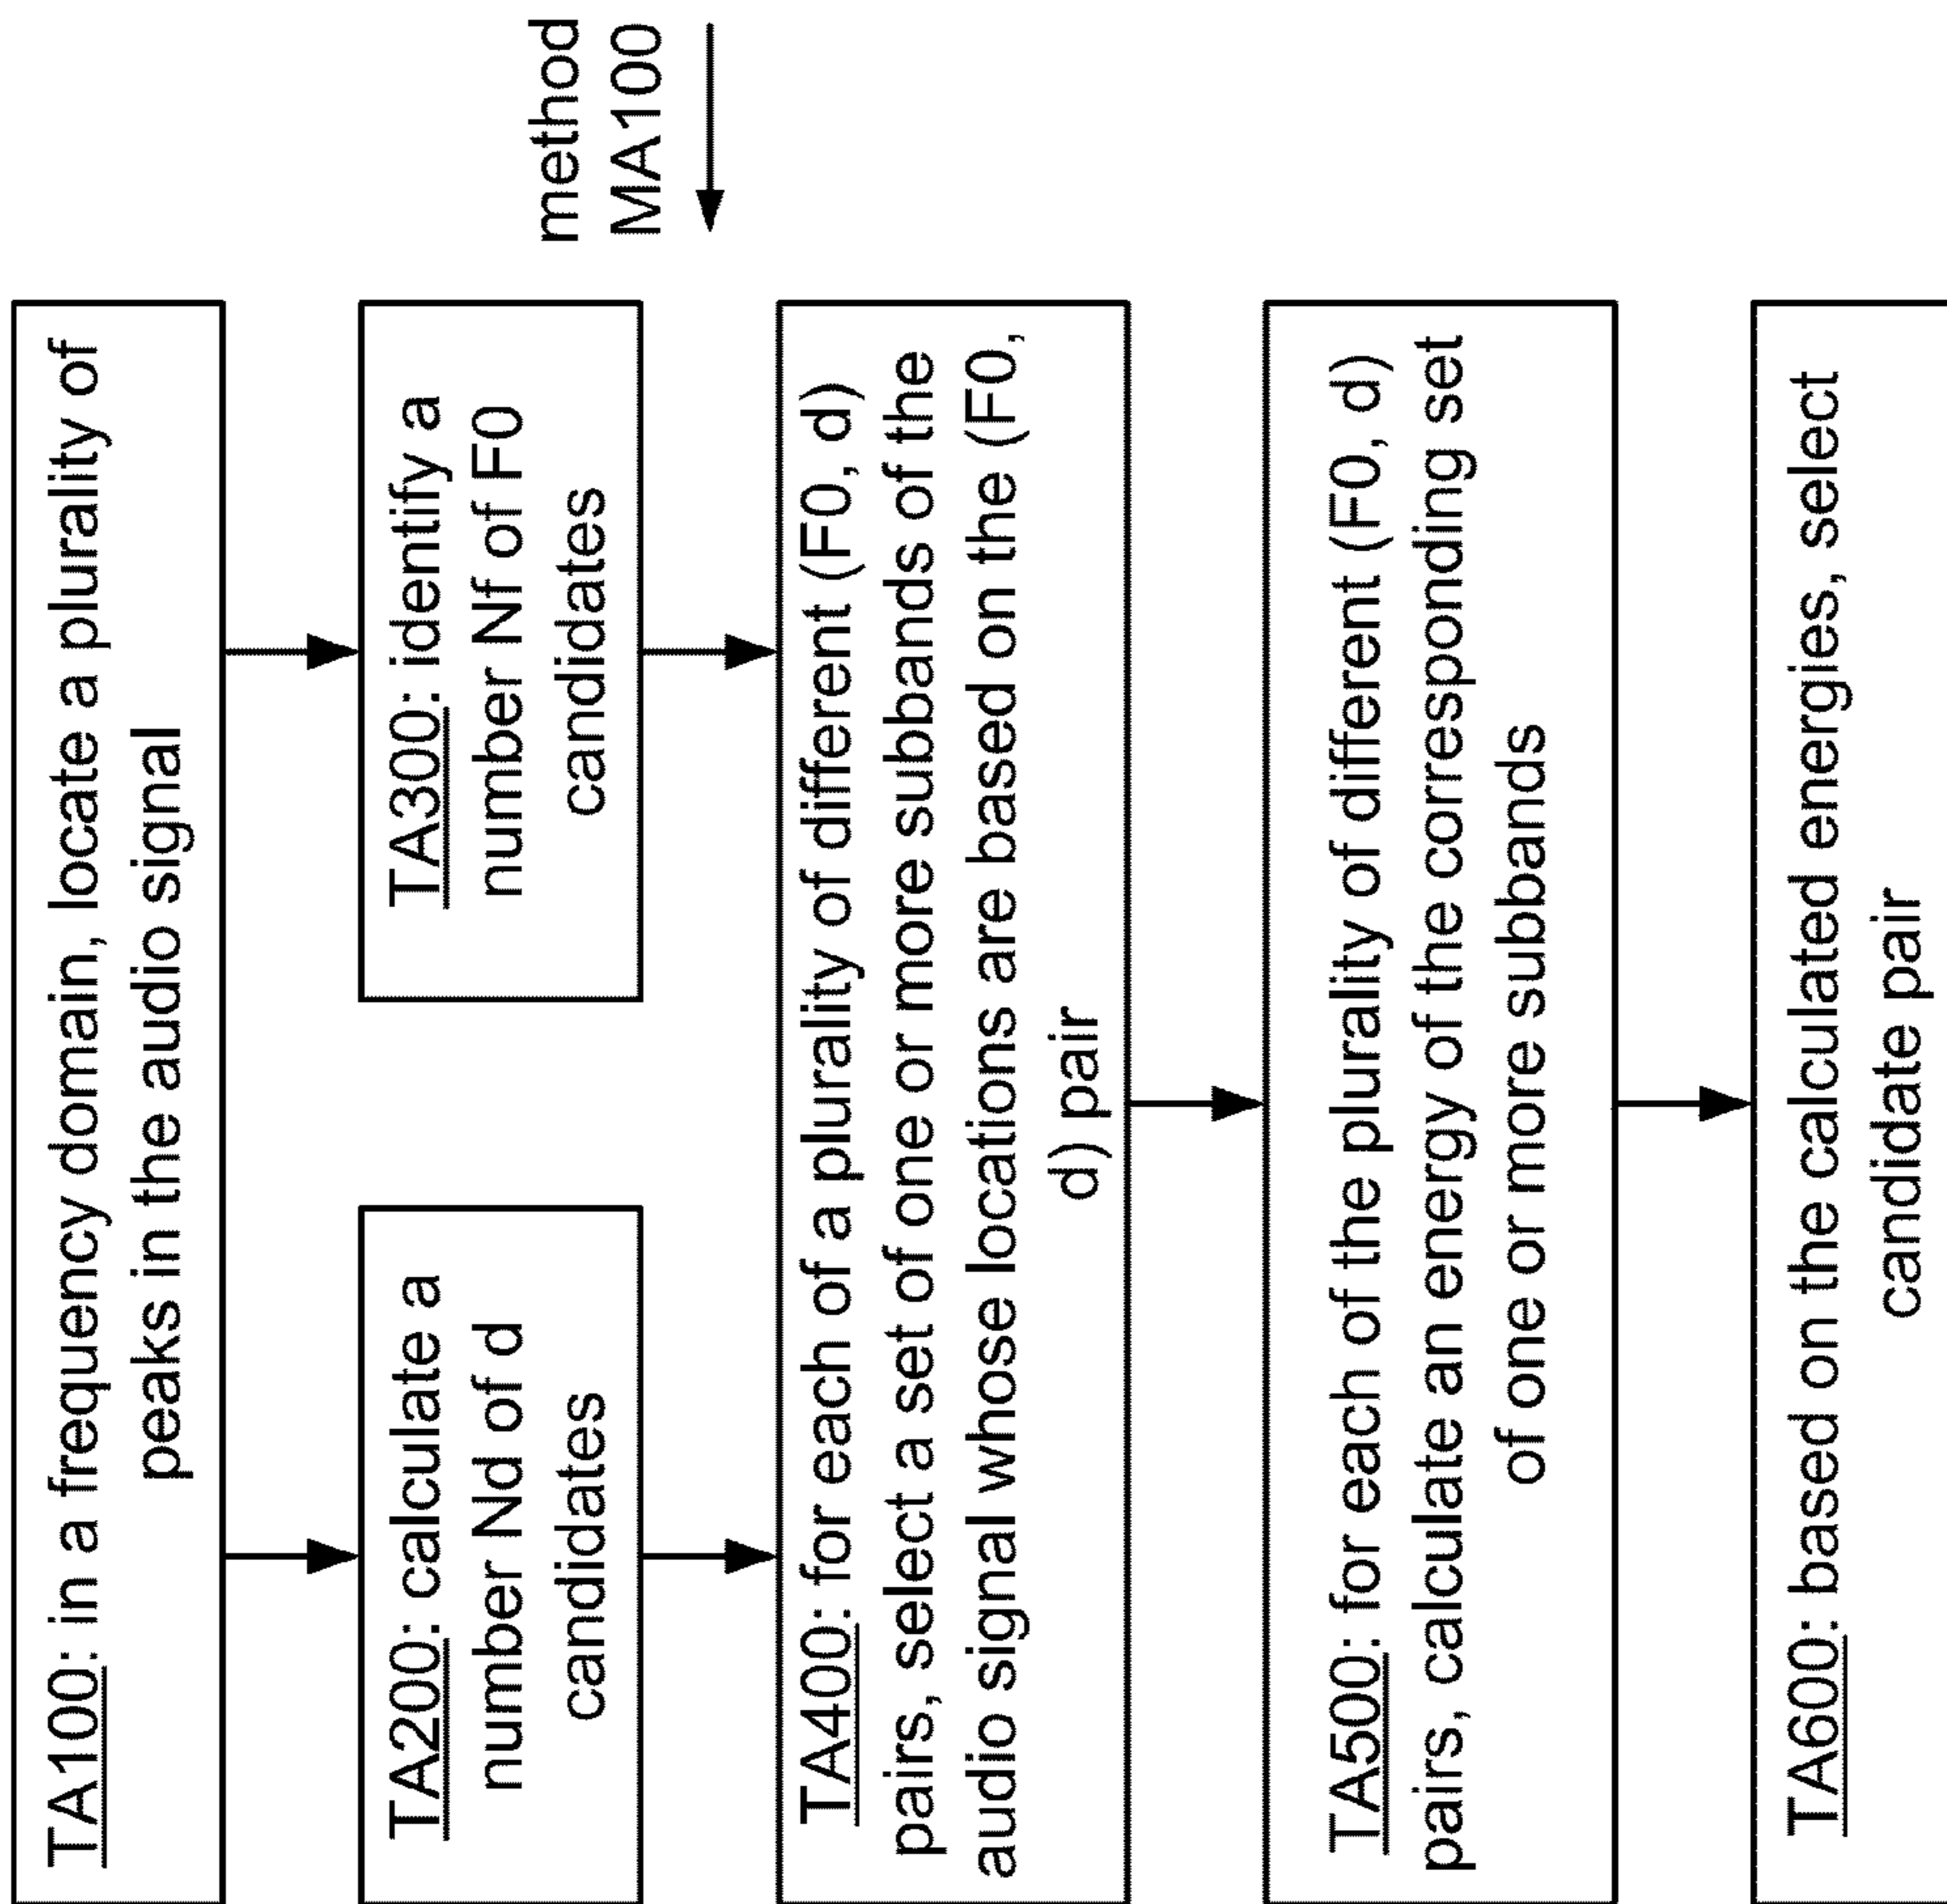 TA100: in a frequency domain, locate a plurality of
peaks in the audio signal
TA200: calculate a
number Nd of d
candidates
TA300: identify a
number Nf of F0
candidates
method
MA100
TA400: for each of a plurality of different (F0, d)
pairs, select a set of one or more subbands of the
audio signal whose locations are based on the (F0,
d) pair
TA500: for each of the plurality of different (F0, d)
pairs, calculate an energy of the corresponding set
of one or more subbands
TA600: based on the calculated energies, select
candidate pair